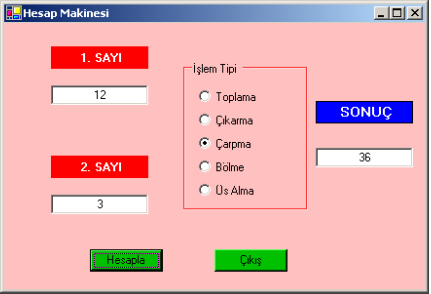 Hesap Makinesi
1. SAYI
12
2. SAYI
3
İşlem Tipi
Toplama
Çıkarma
Çarpma
Bölme
Üs Alma
SONUÇ
36
Hesapla
Çıkış